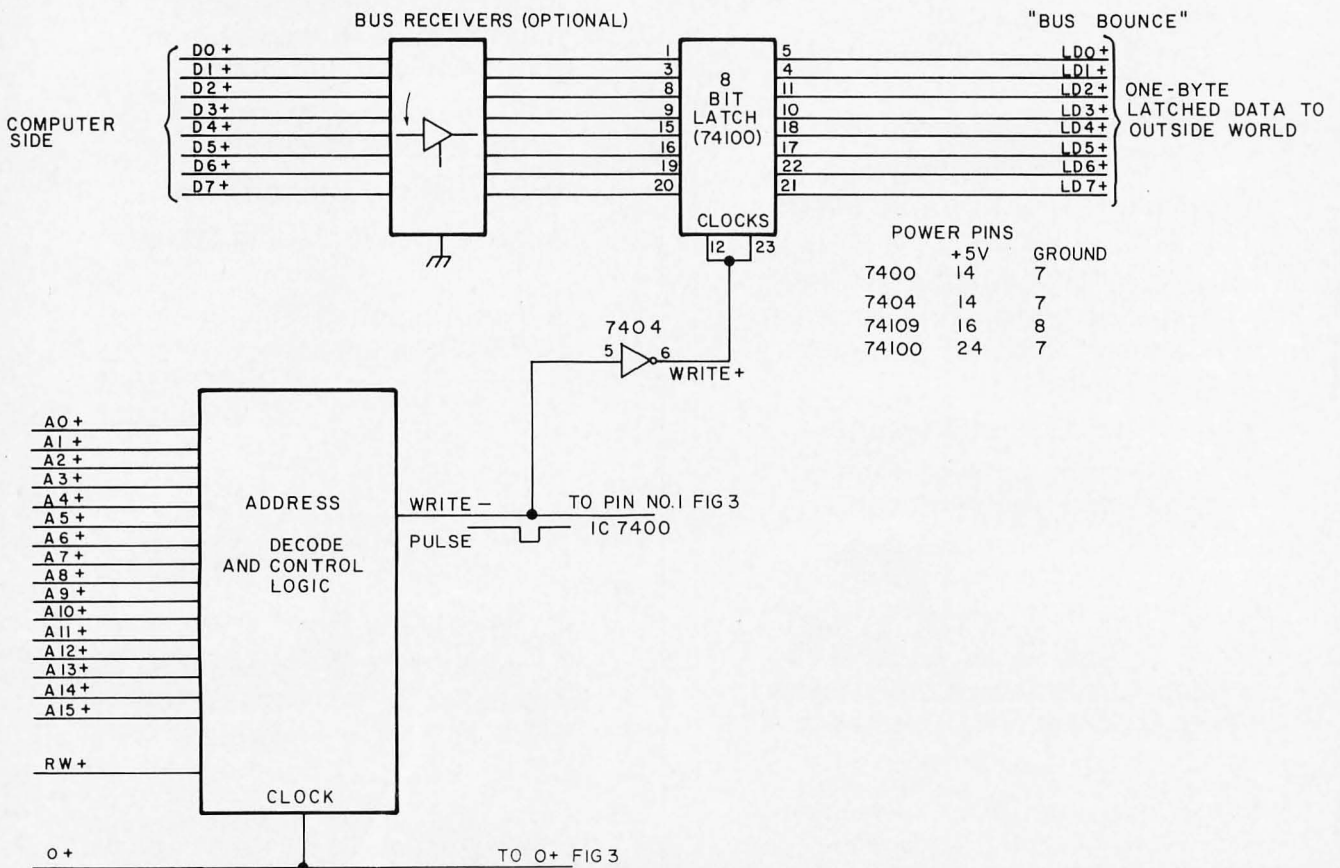 BUS RECEIVERS (OPTIONAL)
"BUS BOUNCE"
COMPUTER
SIDE
D0+
D1+
D2+
D3+
D4+
D5+
D6+
D7+
1
3
8
9
15
16
19
20
8
BIT
LATCH
(74100)
CLOCKS
12 23
5
4
11
10
18
17
22
21
LD0+
LD1+
LD2+
LD3+
LD4+
LD5+
LD6+
LD7+
ONE-BYTE
LATCHED DATA TO
OUTSIDE WORLD
POWER PINS
+5V GROUND
7400 14 7
7404 14 7
74109 16 8
74100 24 7
7404
5 6
WRITE+
A0+
A1+
A2+
A3+
A4+
A5+
A6+
A7+
A8+
A9+
A10+
A11+
A12+
A13+
A14+
A15+
RW+
ADDRESS
DECODE
AND CONTROL
LOGIC
CLOCK
WRITE-
PULSE
TO PIN NO.1 FIG 3
IC 7400
O+
TO O+ FIG 3